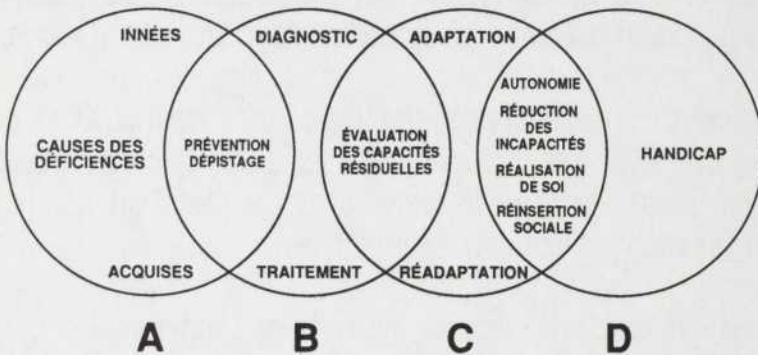 INNÉES
CAUSES DES
DÉFICIENCES
ACQUISES
PRÉVENTION
DÉPISTAGE
DIAGNOSTIC
TRAITEMENT
ÉVALUATION
DES CAPACITÉS
RÉSIDUELLES
ADAPTATION
RÉADAPTATION
AUTONOMIE
RÉDUCTION
DES
INCAPACITÉS
RÉALISATION
DE SOI
RÉINSERTION
SOCIALE
HANDICAP
A B C D